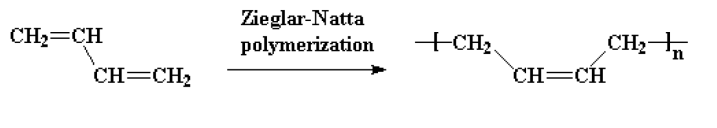 CH₂=CH
CH=CH₂
Zieglar-Natta
polymerization
CH₂
CH=CH
CH₂
n